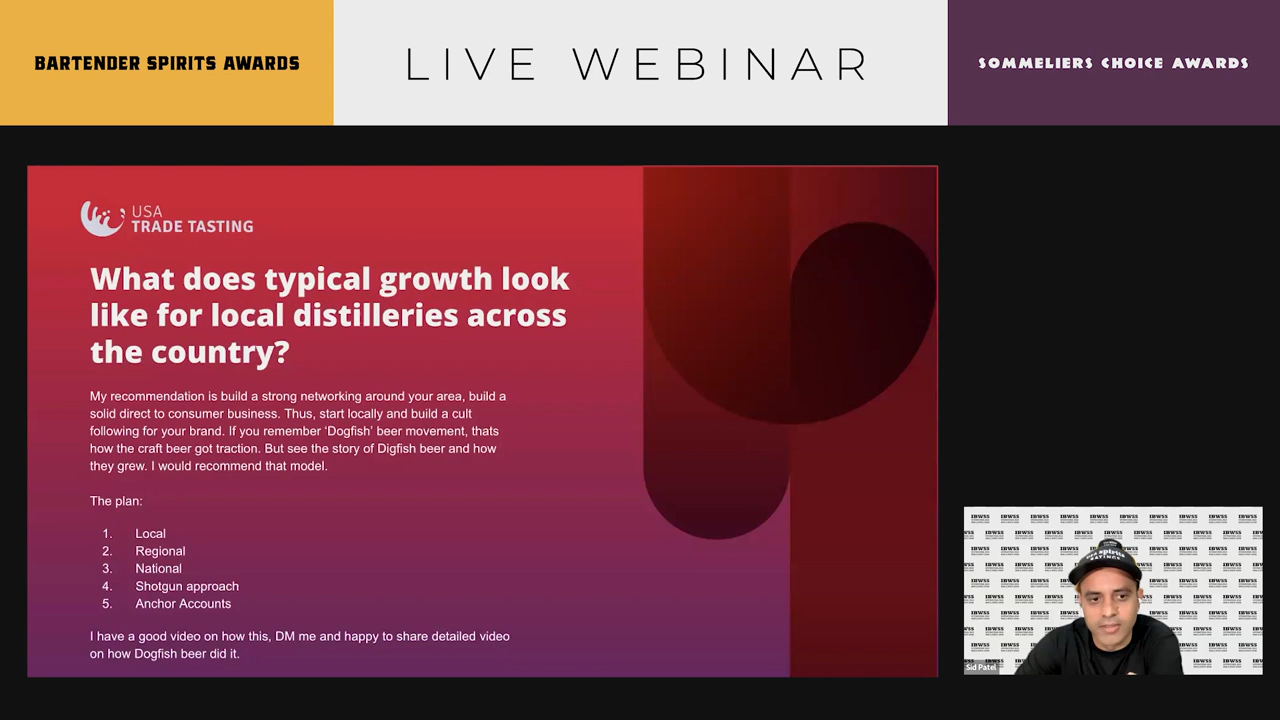 BARTENDER SPIRITS AWARDS
LIVE WEBINAR
SOMMELIERS CHOICE AWARDS
USA
TRADE TASTING
What does typical growth look
like for local distilleries across
the country?
My recommendation is build a strong networking around your area, build a
solid direct to consumer business. Thus, start locally and build a cult
following for your brand. If you remember ‘Dogfish’ beer movement, thats
how the craft beer got traction. But see the story of Digfish beer and how
they grew. I would recommend that model.
The plan:
1. Local
2. Regional
3. National
4. Shotgun approach
5. Anchor Accounts
I have a good video on how this, DM me and happy to share detailed video
on how Dogfish beer did it.
IBWSS
Sid Patel